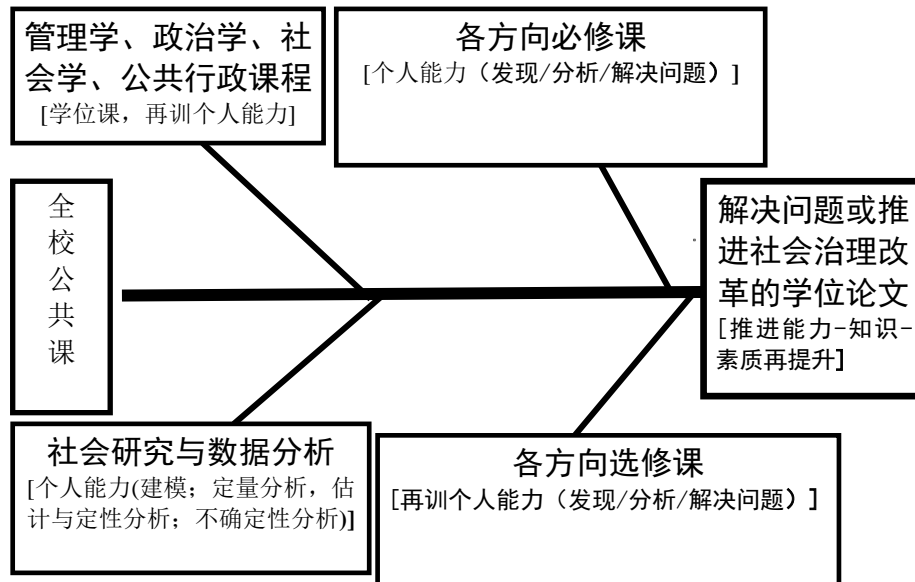 管理学、政治学、社
会学、公共行政课程
[学位课，再训个人能力]
各方向必修课
[个人能力（发现/分析/解决问题）]
全
校
公
共
课
解决问题或推
进社会治理改
革的学位论文
[推进能力-知识-
素质再提升]
社会研究与数据分析
[个人能力(建模；定量分析，估
计与定性分析；不确定性分析)]
各方向选修课
[再训个人能力（发现/分析/解决问题）]